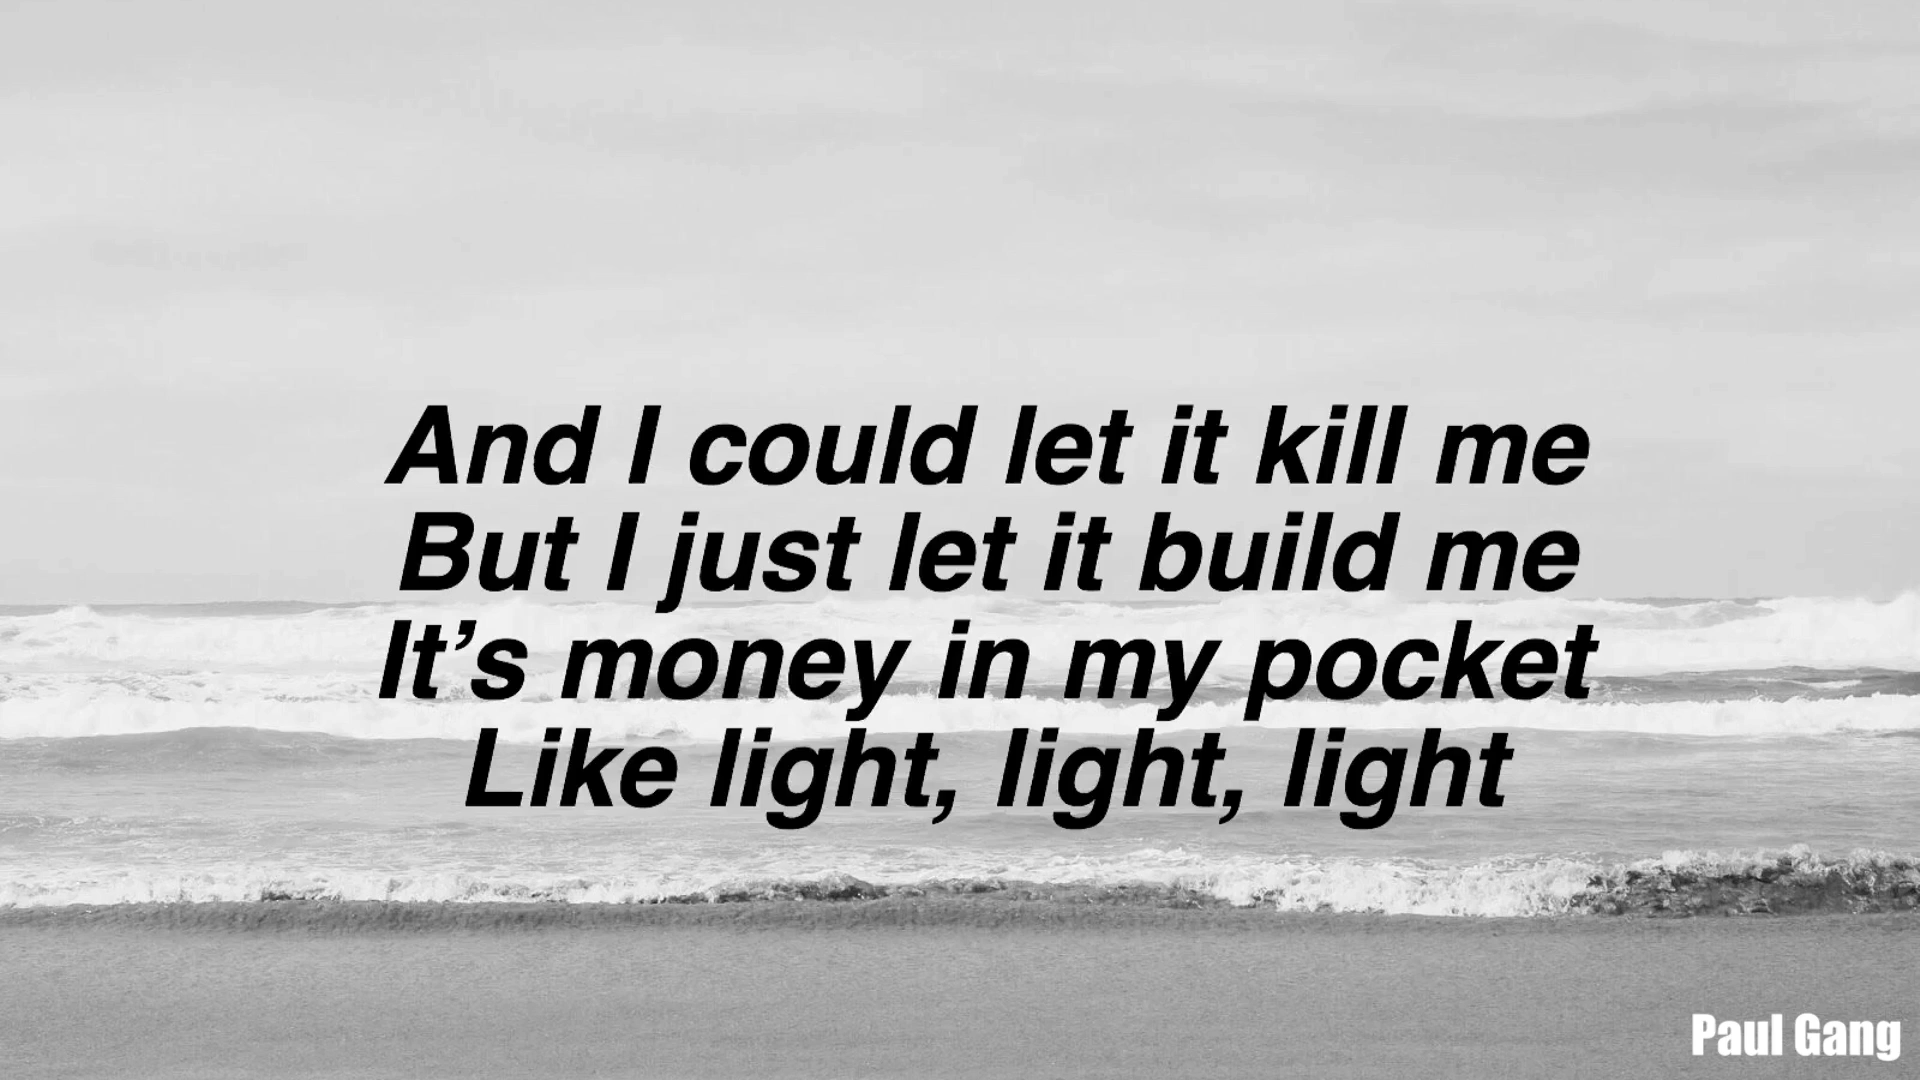 And I could let it kill me
But I just let it build me
It’s money in my pocket
Like light, light, light
Paul Gang